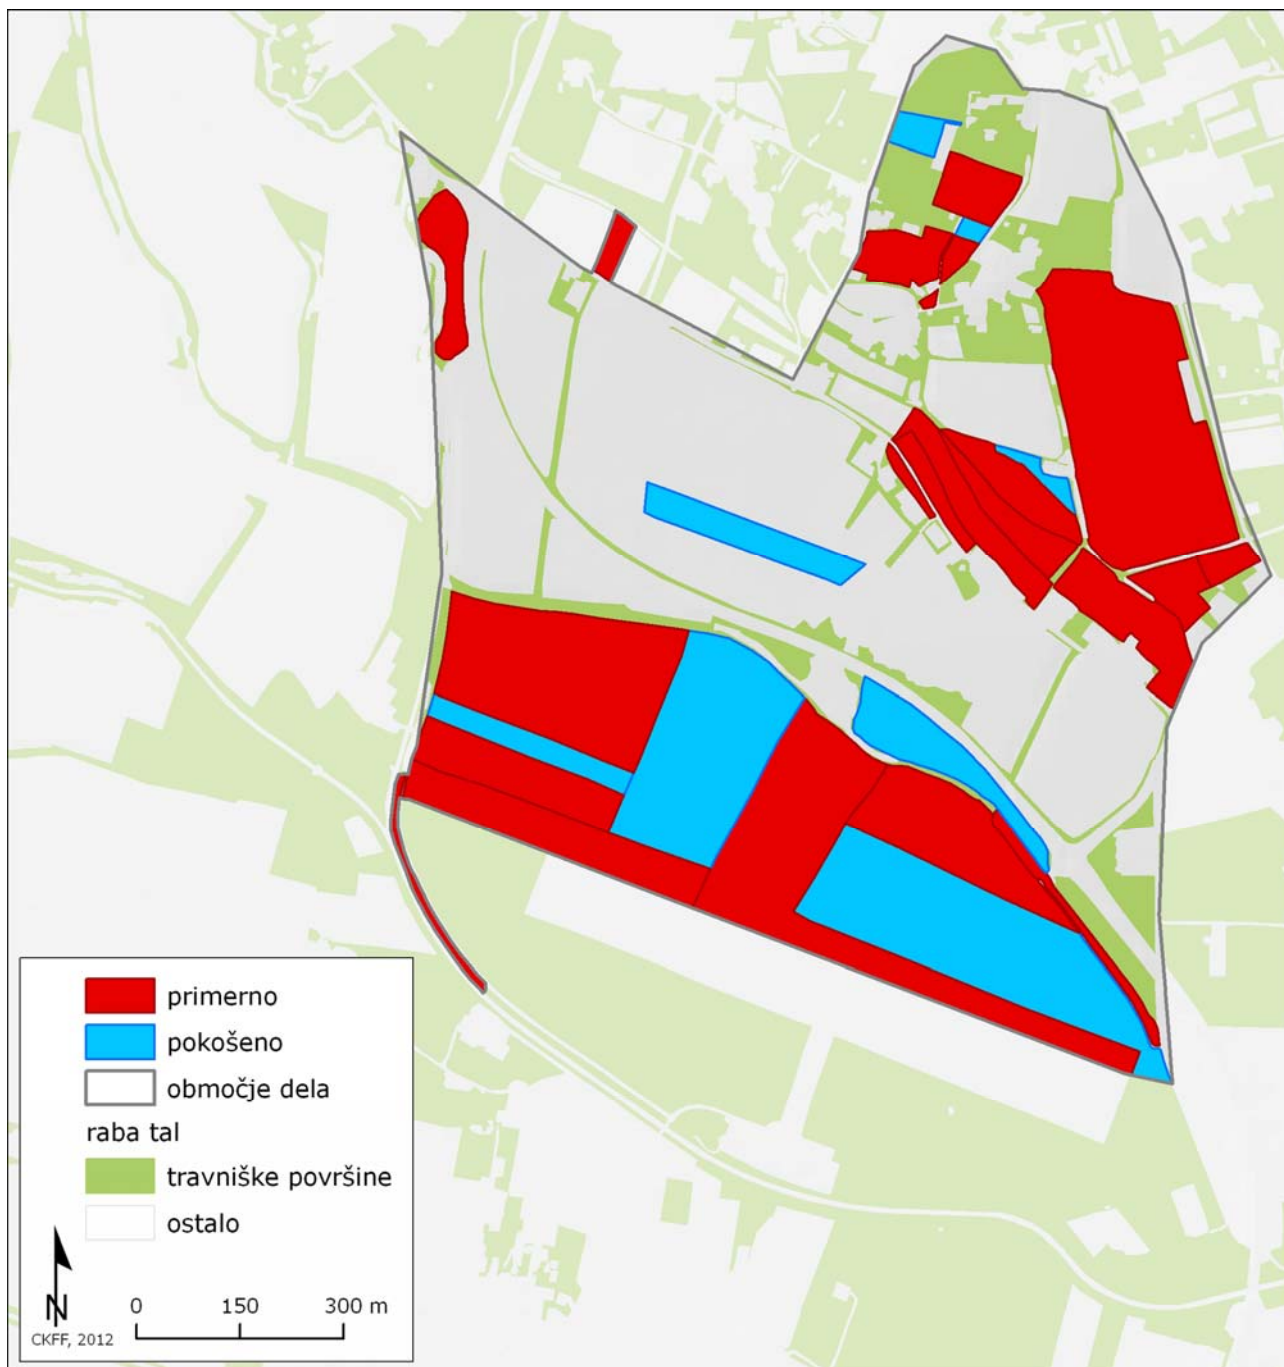 primerno
pokošeno
območje dela
raba tal
travniške površine
ostalo
N
0 150 300 m
CKFF, 2012